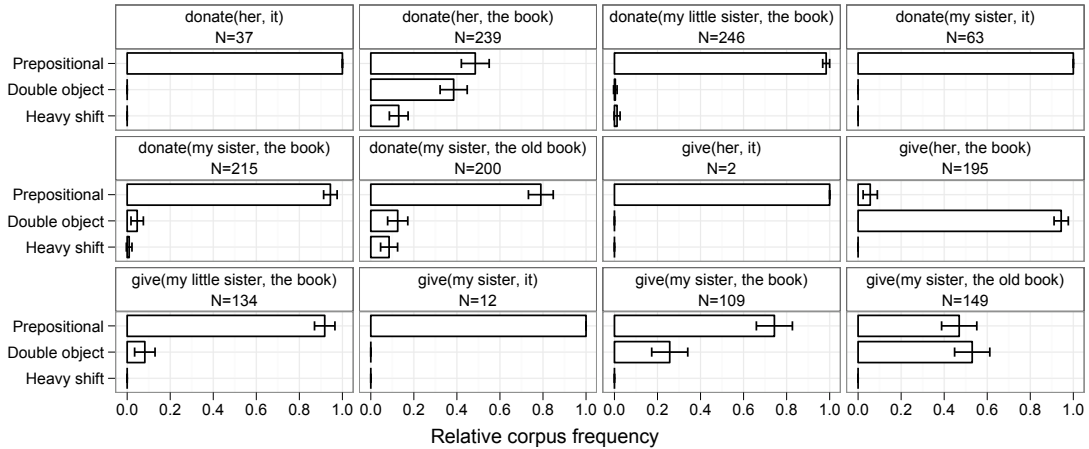 donate(her, it)
N=37
donate(her, the book)
N=239
donate(my little sister, the book)
N=246
donate(my sister, it)
N=63
Prepositional
Double object
Heavy shift
donate(my sister, the book)
N=215
donate(my sister, the old book)
N=200
give(her, it)
N=2
give(her, the book)
N=195
Prepositional
Double object
Heavy shift
give(my little sister, the book)
N=134
give(my sister, it)
N=12
give(my sister, the book)
N=109
give(my sister, the old book)
N=149
Prepositional
Double object
Heavy shift
0.0 0.2 0.4 0.6 0.8 1.0 0.0 0.2 0.4 0.6 0.8 1.0 0.0 0.2 0.4 0.6 0.8 1.0 0.0 0.2 0.4 0.6 0.8 1.0
Relative corpus frequency